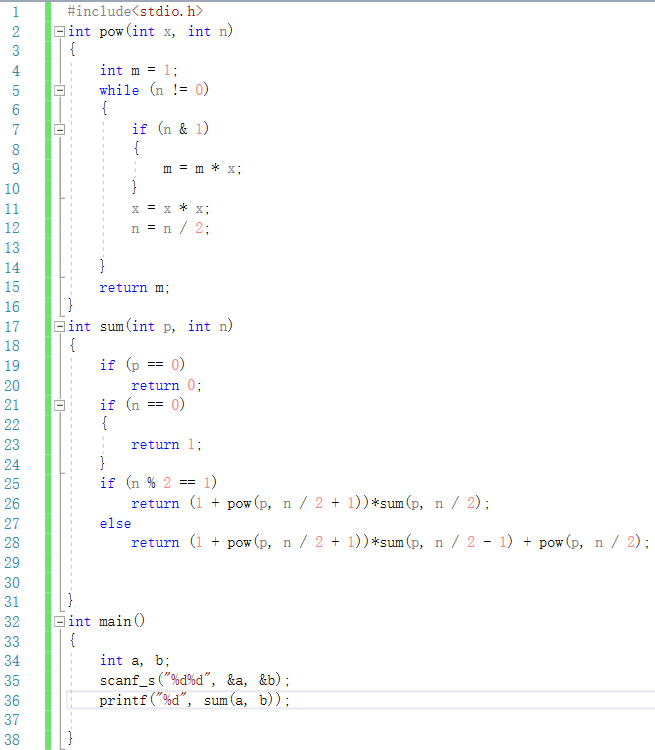 1 #include<stdio.h>
2 int pow(int x, int n)
3 {
4 int m = 1;
5 while (n != 0)
6 {
7 if (n & 1)
8 {
9 m = m * x;
10 }
11 x = x * x;
12 n = n / 2;
13
14 }
15 return m;
16 }
17 int sum(int p, int n)
18 {
19 if (p == 0)
20 return 0;
21 if (n == 0)
22 {
23 return 1;
24 }
25 if (n % 2 == 1)
26 return (1 + pow(p, n / 2 + 1))*sum(p, n / 2);
27 else
28 return (1 + pow(p, n / 2 + 1))*sum(p, n / 2 - 1) + pow(p, n / 2);
29
30
31 }
32 int main()
33 {
34 int a, b;
35 scanf_s("%d%d", &a, &b);
36 printf("%d", sum(a, b));
37
38 }